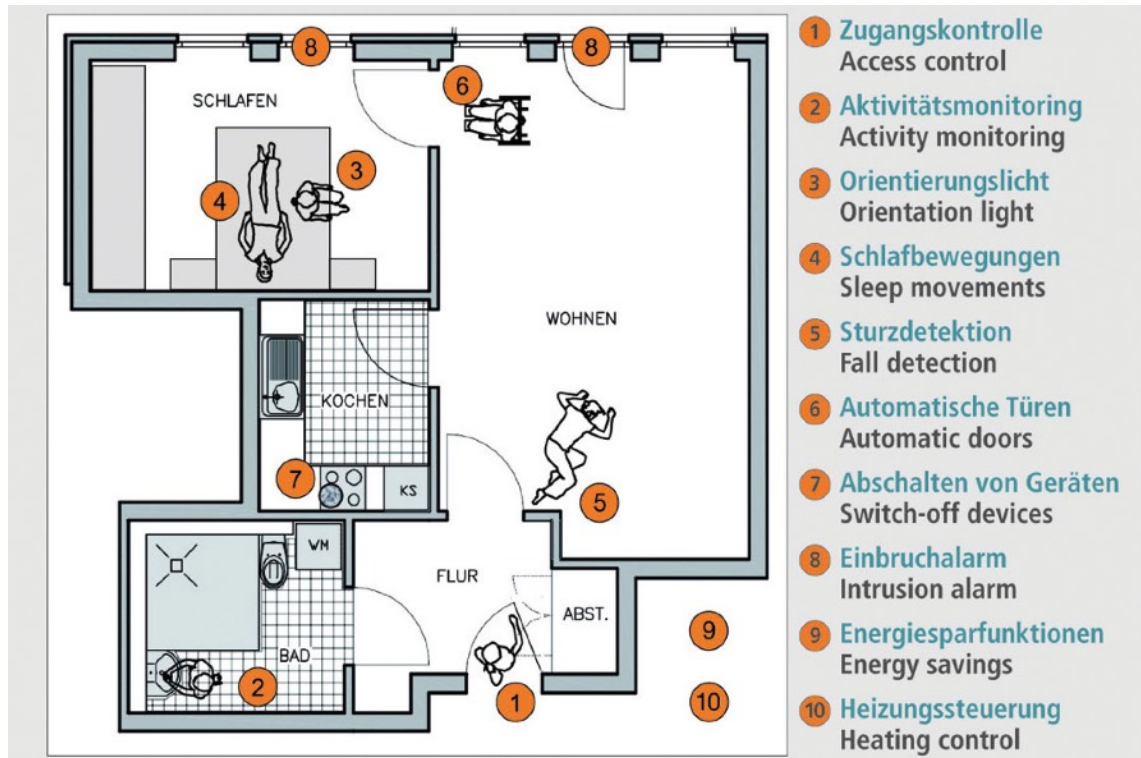 8
8
6
SCHLAFEN
3
4
WOHNEN
KOCHEN
7
KS
5
WM
FLUR
ABST.
BAD
9
2
1
10
1 Zugangskontrolle
Access control
2 Aktivitätsmonitoring
Activity monitoring
3 Orientierungslicht
Orientation light
4 Schlafbewegungen
Sleep movements
5 Sturzdetektion
Fall detection
6 Automatische Türen
Automatic doors
7 Abschalten von Geräten
Switch-off devices
8 Einbruchalarm
Intrusion alarm
9 Energiesparfunktionen
Energy savings
10 Heizungssteuerung
Heating control